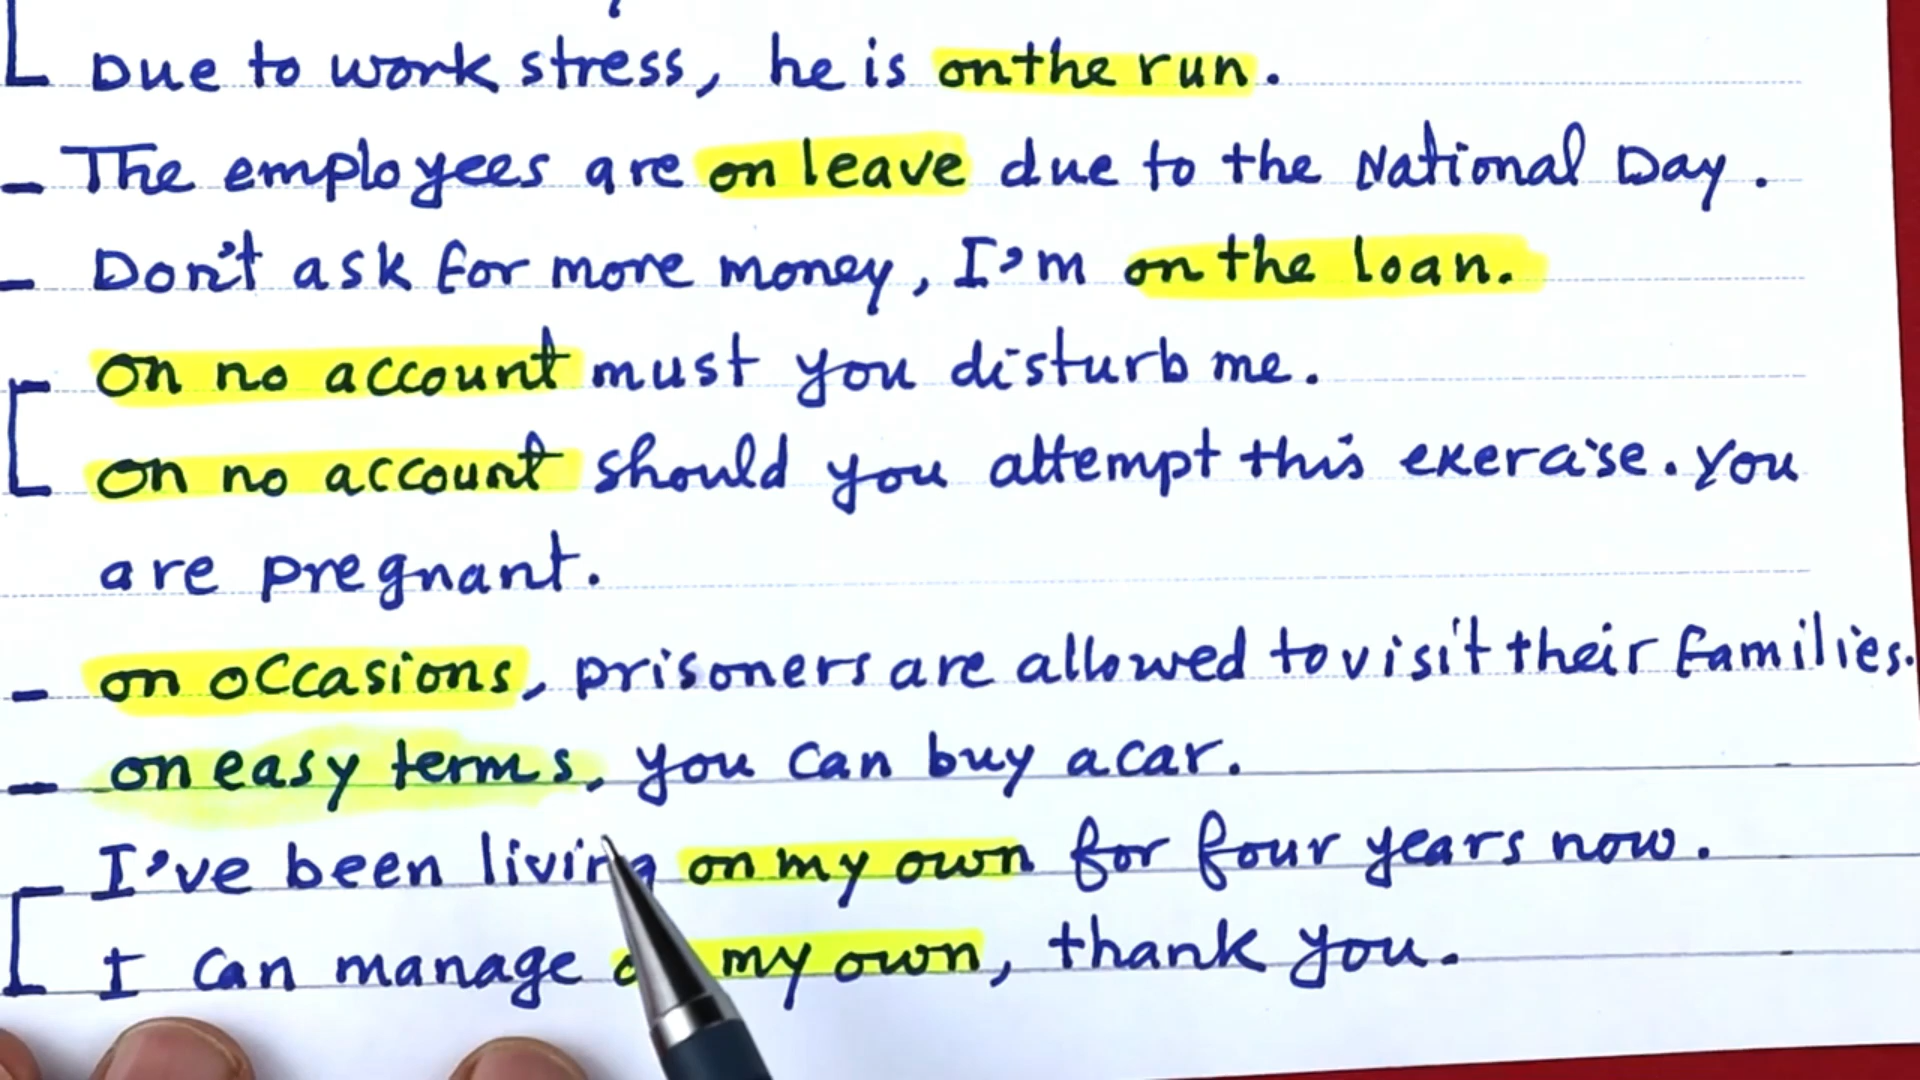 Due to work stress, he is on the run.
- The employees are on leave due to the National Day.
- Don't ask for more money, I'm on the loan.
On no account must you disturb me.
On no account should you attempt this exercise. You
are pregnant.
- on occasions, prisoners are allowed to visit their families.
- on easy terms, you can buy a car.
I've been living on my own for four years now.
I can manage my own, thank you.